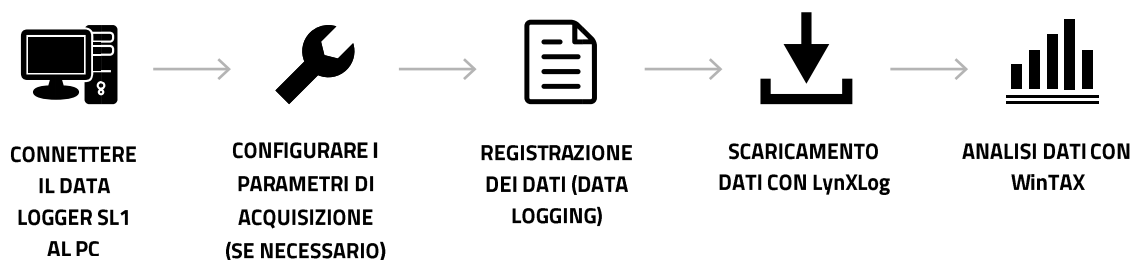 CONNETTERE
IL DATA
LOGGER SL1
AL PC
CONFIGURARE I
PARAMETRI DI
ACQUISIZIONE
(SE NECESSARIO)
REGISTRAZIONE
DEI DATI (DATA
LOGGING)
SCARICAMENTO
DATI CON LynXLog
ANALISI DATI CON
WinTAX